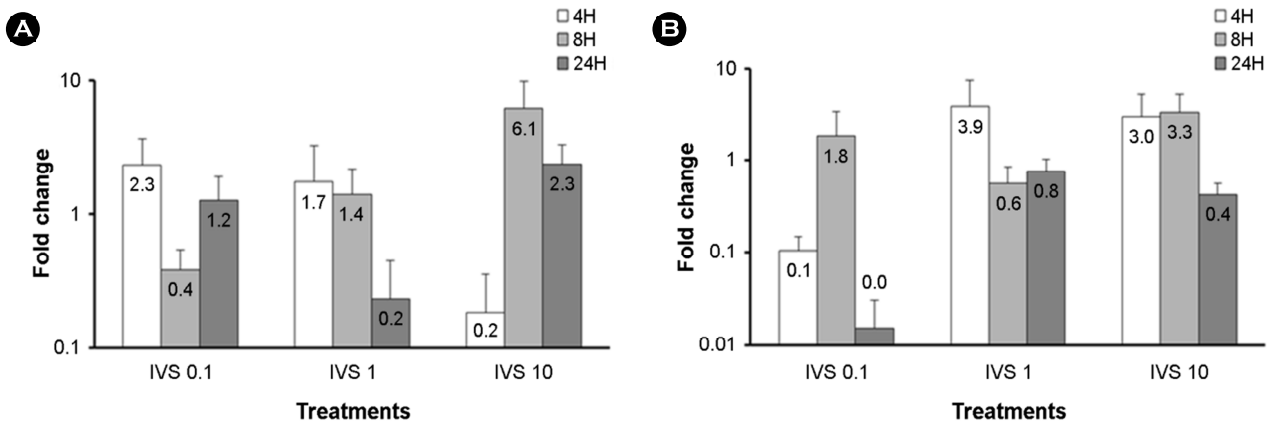 A
4H
8H
24H
10
1
0.1
Fold change
2.3
0.4
1.2
1.7
1.4
0.2
0.2
6.1
2.3
IVS 0.1
IVS 1
IVS 10
Treatments
B
4H
8H
24H
10
1
0.1
0.01
Fold change
0.1
1.8
0.0
3.9
0.6
0.8
3.0
3.3
0.4
IVS 0.1
IVS 1
IVS 10
Treatments